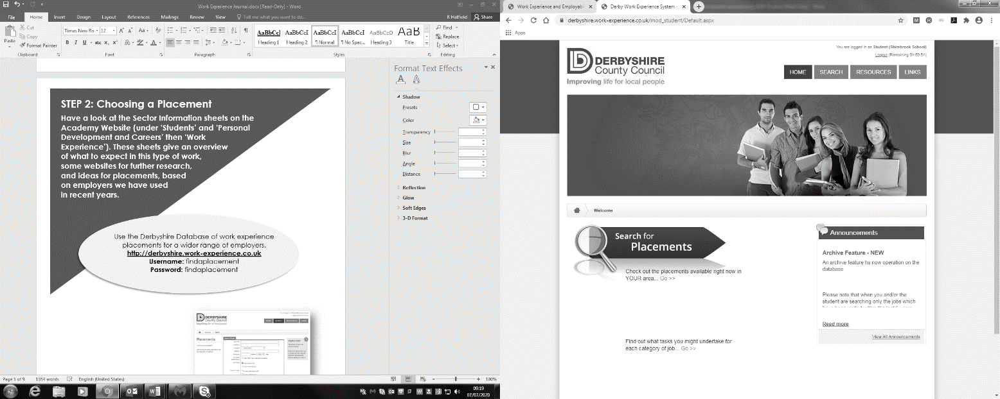 Work Experience Journal.docx [Read-Only] - Word
File Home Insert Design Layout References Mailings Review View Tell me what you want to do... R Hatfield Share
Paste
Cut
Copy
Format Painter
Clipboard
Times New Ro 12
Font
Paragraph
AaBbCcI AaBbCcI AaBbCcI AaBbCcI AaBbCcD AaB
Heading 1 Heading 2 ¶ Normal ¶ No Spac... Heading 3 Title
Styles
Find
Replace
Select
Editing
STEP 2: Choosing a Placement
Have a look at the Sector Information sheets on the
Academy Website (under ‘Students’ and ‘Personal
Development and Careers’ then ‘Work
Experience’). These sheets give an overview
of what to expect in this type of work,
some websites for further research,
and ideas for placements, based
on employers we have used
in recent years.
Use the Derbyshire Database of work experience
placements for a wider range of employers.
http://derbyshire.work-experience.co.uk
Username: findaplacement
Password: findaplacement
DERBYSHIRE
County Council
Placements
Format Text Effects
Shadow
Presets
Color
Transparency
Size
Blur
Angle
Distance
Reflection
Glow
Soft Edges
3-D Format
Page 5 of 9 1354 words English (United States) 100%
09:19
07/07/2020
Work Experience and Employabi
Derby Work Experience System -
derbyshire.work-experience.co.uk/mod_student/Default.aspx
Apps
DERBYSHIRE
County Council
Improving life for local people
You are logged in as Student (Shirebrook School)
Logout (Remaining 01:59:51)
HOME SEARCH RESOURCES LINKS
Welcome
Search for
Placements
Check out the placements available right now in
YOUR area... Go >>
Find out what tasks you might undertake for
each category of job... Go >>
Announcements
Archive Feature - NEW
An archive feature hs now operation on the
database
Please note that when you and/or the
student are searching only the jobs which
Read more
View All Announcements